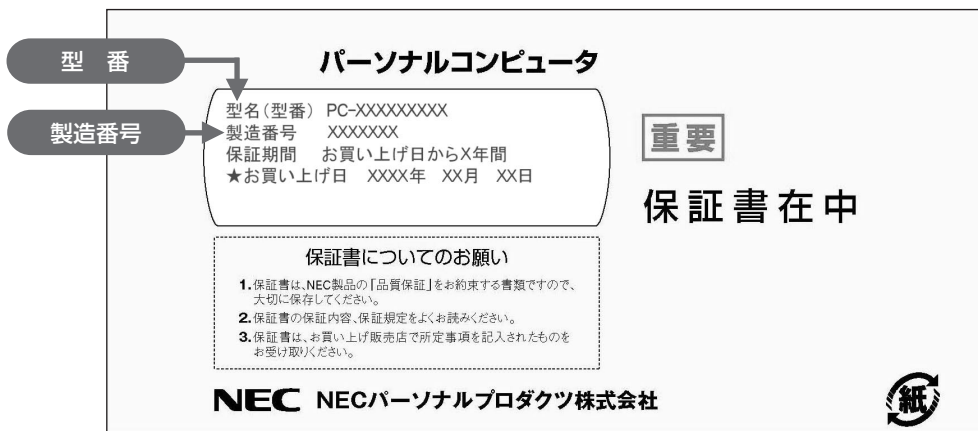 型　番
製造番号
パーソナルコンピュータ
型名（型番） PC-XXXXXXXXX
製造番号　XXXXXXX
保証期間　お買い上げ日からX年間
★お買い上げ日　XXXX年　XX月　XX日
重要
保証書在中
保証書についてのお願い
1.保証書は、NEC製品の「品質保証」をお約束する書類ですので、
大切に保存してください。
2.保証書の保証内容、保証規定をよくお読みください。
3.保証書は、お買い上げ販売店で所定事項を記入されたものを
お受け取りください。
NEC NECパーソナルプロダクツ株式会社
紙